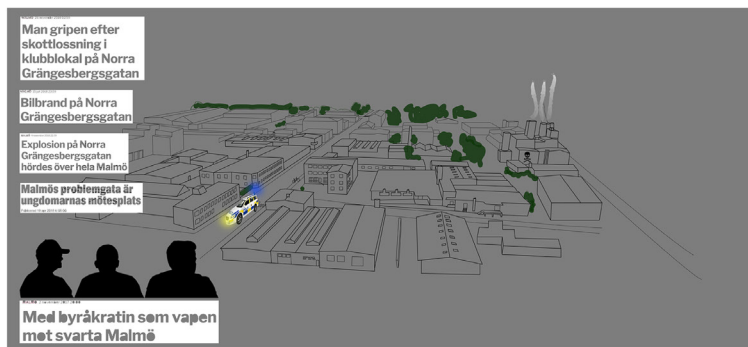 Man gripen efter
skottlossning i
klubblokal på Norra
Grängesbergsgatan
Bilbrand på Norra
Grängesbergsgatan
Explosion på Norra
Grängesbergsgatan
hördes över hela Malmö
Malmös problemgata är
ungdomarnas mötesplats
Med byråkratin som vapen
mot svarta Malmö